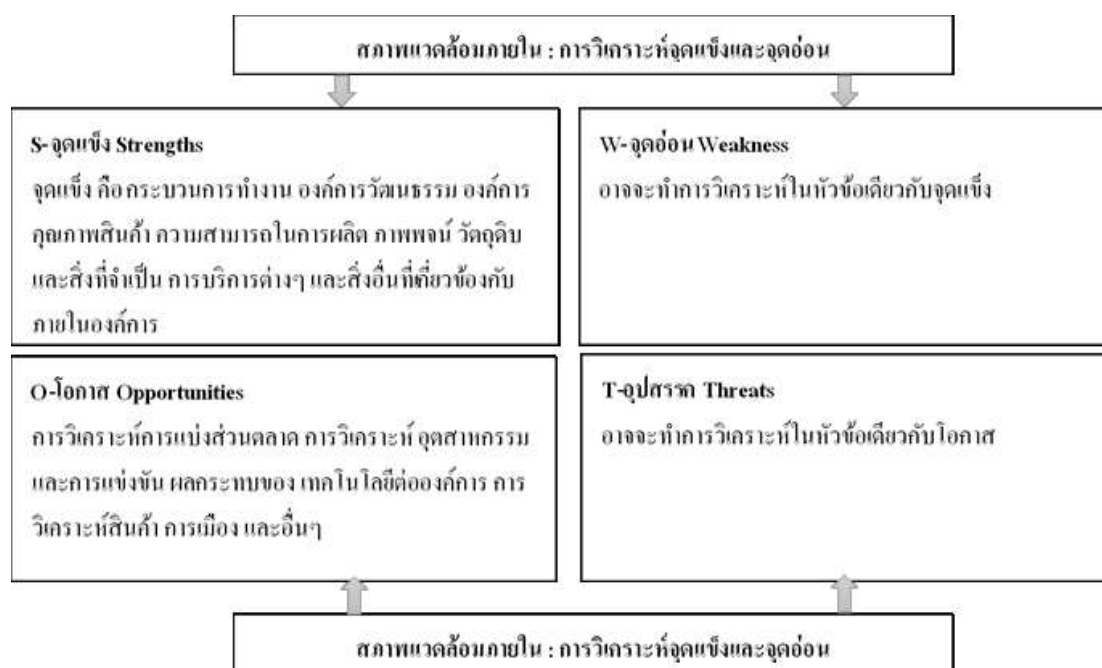 สภาพแวดล้อมภายใน : การวิเคราะห์จุดแข็งและจุดอ่อน
S-จุดแข็ง Strengths
จุดแข็ง คือ กระบวนการทำงาน องค์การวัฒนธรรม องค์การ
คุณภาพสินค้า ความสามารถในการผลิต ภาพพจน์ วัตถุดิบ
และสิ่งที่จำเป็น การบริการต่างๆ และสิ่งอื่นที่เกี่ยวข้องกับ
ภายในองค์การ
W-จุดอ่อน Weakness
อาจจะทำการวิเคราะห์ในหัวข้อเดียวกับจุดแข็ง
O-โอกาส Opportunities
การวิเคราะห์การแบ่งส่วนตลาด การวิเคราะห์ อุตสาหกรรม
และการแข่งขัน ผลกระทบของ เทคโนโลยีต่อองค์การ การ
วิเคราะห์สินค้า การเมือง และอื่นๆ
T-อุปสรรค Threats
อาจจะทำการวิเคราะห์ในหัวข้อเดียวกับโอกาส
สภาพแวดล้อมภายใน : การวิเคราะห์จุดแข็งและจุดอ่อน